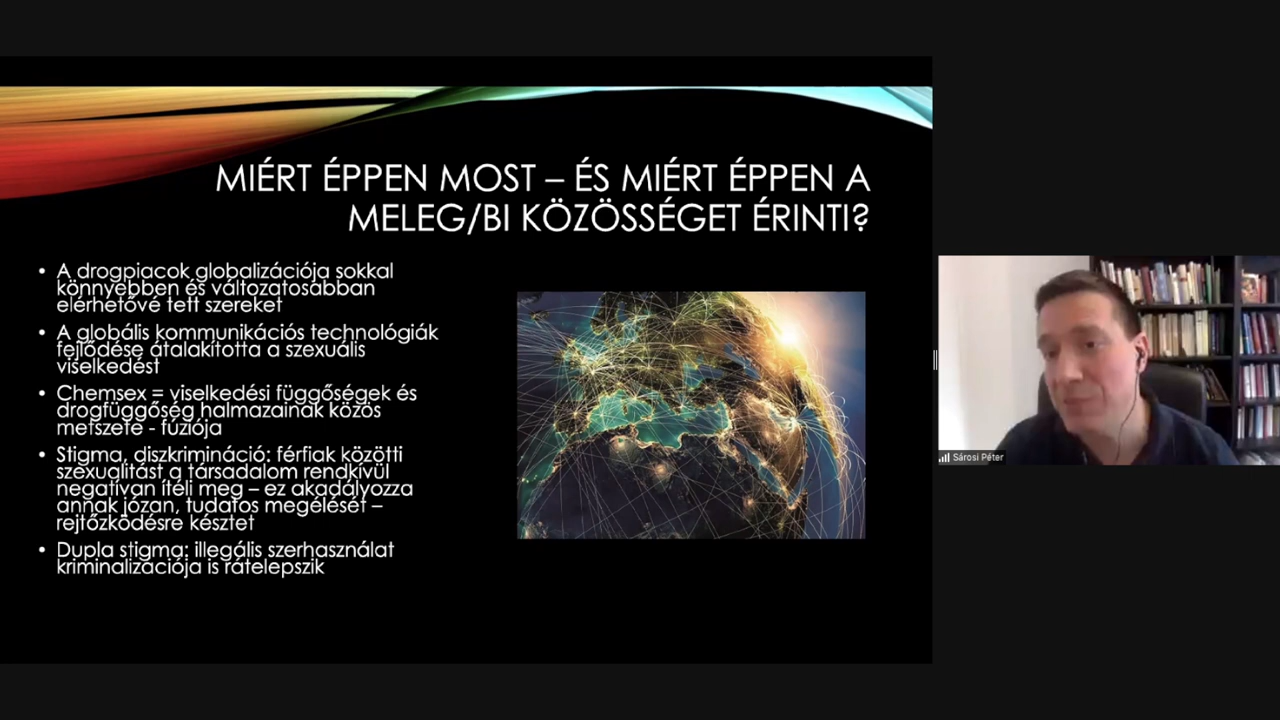 MIÉRT ÉPPEN MOST – ÉS MIÉRT ÉPPEN A
MELEG/BI KÖZÖSSÉGET ÉRINTI?
• A drogpiacok globalizációja sokkal
könnyebben és változatosabban
elérhetővé tett szereket
• A globális kommunikációs technológiák
fejlődése átalakította a szexuális
viselkedést
• Chemsex = viselkedési függőségek és
drogfüggőség halmazainak közös
metszete - fúziója
• Stigma, diszkrimináció: férfiak közötti
szexualitást a társadalom rendkívül
negatívan ítéli meg – ez akadályozza
annak józan, tudatos megélését –
rejtőzködésre késztet
• Dupla stigma: illegális szerhasználat
kriminalizációja is rátelepszik
Sárosi Péter